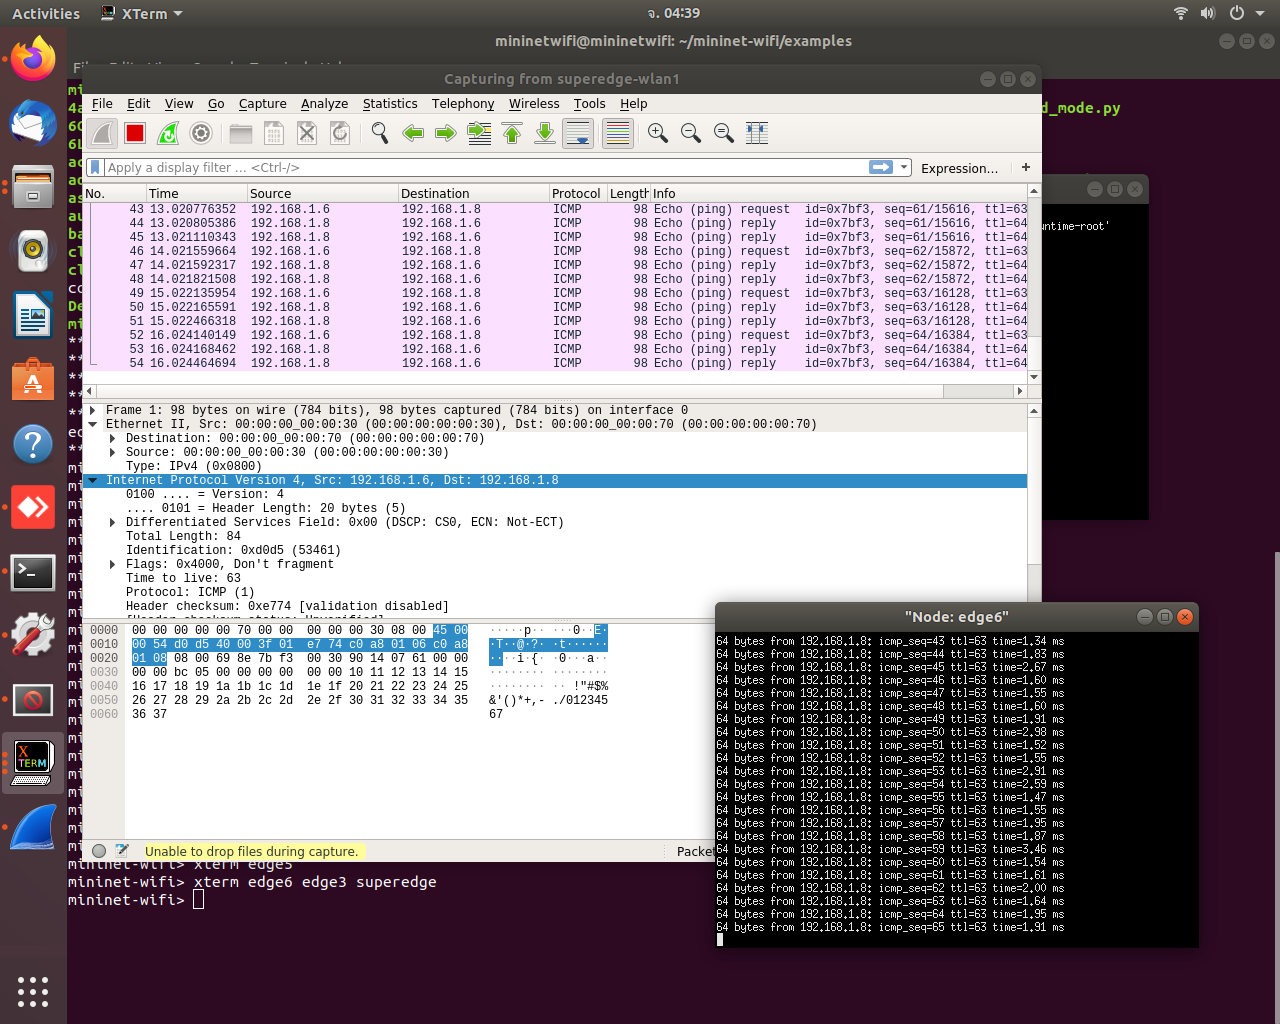 Activities
XTerm
จ. 04:39
mininetwifi@mininetwifi: ~/mininet-wifi/examples
Capturing from superedge-wlan1
File Edit View Go Capture Analyze Statistics Telephony Wireless Tools Help
d_mode.py
Apply a display filter ... <Ctrl-/>
Expression...
+
No. Time Source Destination Protocol Length Info
43 13.020776352 192.168.1.6 192.168.1.8 ICMP 98 Echo (ping) request id=0x7bf3, seq=61/15616, ttl=63
44 13.020805386 192.168.1.8 192.168.1.6 ICMP 98 Echo (ping) reply id=0x7bf3, seq=61/15616, ttl=64
45 13.021110343 192.168.1.8 192.168.1.6 ICMP 98 Echo (ping) reply id=0x7bf3, seq=61/15616, ttl=64
46 14.021559664 192.168.1.6 192.168.1.8 ICMP 98 Echo (ping) request id=0x7bf3, seq=62/15872, ttl=63
47 14.021592317 192.168.1.8 192.168.1.6 ICMP 98 Echo (ping) reply id=0x7bf3, seq=62/15872, ttl=64
48 14.021821508 192.168.1.8 192.168.1.6 ICMP 98 Echo (ping) reply id=0x7bf3, seq=62/15872, ttl=64
49 15.022135954 192.168.1.6 192.168.1.8 ICMP 98 Echo (ping) request id=0x7bf3, seq=63/16128, ttl=63
50 15.022165591 192.168.1.8 192.168.1.6 ICMP 98 Echo (ping) reply id=0x7bf3, seq=63/16128, ttl=64
51 15.022466318 192.168.1.8 192.168.1.6 ICMP 98 Echo (ping) reply id=0x7bf3, seq=63/16128, ttl=64
52 16.024140149 192.168.1.6 192.168.1.8 ICMP 98 Echo (ping) request id=0x7bf3, seq=64/16384, ttl=63
53 16.024168462 192.168.1.8 192.168.1.6 ICMP 98 Echo (ping) reply id=0x7bf3, seq=64/16384, ttl=64
54 16.024464694 192.168.1.8 192.168.1.6 ICMP 98 Echo (ping) reply id=0x7bf3, seq=64/16384, ttl=64
untime-root'
Frame 1: 98 bytes on wire (784 bits), 98 bytes captured (784 bits) on interface 0
Ethernet II, Src: 00:00:00_00:00:30 (00:00:00:00:00:30), Dst: 00:00:00_00:00:70 (00:00:00:00:00:70)
Destination: 00:00:00_00:00:70 (00:00:00:00:00:70)
Source: 00:00:00_00:00:30 (00:00:00:00:00:30)
Type: IPv4 (0x0800)
Internet Protocol Version 4, Src: 192.168.1.6, Dst: 192.168.1.8
0100 .... = Version: 4
.... 0101 = Header Length: 20 bytes (5)
Differentiated Services Field: 0x00 (DSCP: CS0, ECN: Not-ECT)
Total Length: 84
Identification: 0xd0d5 (53461)
Flags: 0x4000, Don't fragment
Time to live: 63
Protocol: ICMP (1)
Header checksum: 0xe774 [validation disabled]
0000 00 00 00 00 00 70 00 00 00 00 00 30 08 00 45 00 ·····p·· ···0··E·
0010 00 54 d0 d5 40 00 3f 01 e7 74 c0 a8 01 06 c0 a8 ·T··@·?· ·t······
0020 01 08 08 00 69 8e 7b f3 00 30 90 14 07 61 00 00 ····i·{· ·0···a··
0030 00 00 bc 05 00 00 00 00 00 00 10 11 12 13 14 15 ········ ········
0040 16 17 18 19 1a 1b 1c 1d 1e 1f 20 21 22 23 24 25 ········ ·· !"#$%
0050 26 27 28 29 2a 2b 2c 2d 2e 2f 30 31 32 33 34 35 &'()*+,- ./012345
0060 36 37 67
Unable to drop files during capture.
Packet
"Node: edge6"
64 bytes from 192.168.1.8: icmp_seq=43 ttl=63 time=1.34 ms
64 bytes from 192.168.1.8: icmp_seq=44 ttl=63 time=1.83 ms
64 bytes from 192.168.1.8: icmp_seq=45 ttl=63 time=2.67 ms
64 bytes from 192.168.1.8: icmp_seq=46 ttl=63 time=1.60 ms
64 bytes from 192.168.1.8: icmp_seq=47 ttl=63 time=1.55 ms
64 bytes from 192.168.1.8: icmp_seq=48 ttl=63 time=1.60 ms
64 bytes from 192.168.1.8: icmp_seq=49 ttl=63 time=1.91 ms
64 bytes from 192.168.1.8: icmp_seq=50 ttl=63 time=2.98 ms
64 bytes from 192.168.1.8: icmp_seq=51 ttl=63 time=1.52 ms
64 bytes from 192.168.1.8: icmp_seq=52 ttl=63 time=1.55 ms
64 bytes from 192.168.1.8: icmp_seq=53 ttl=63 time=2.91 ms
64 bytes from 192.168.1.8: icmp_seq=54 ttl=63 time=2.59 ms
64 bytes from 192.168.1.8: icmp_seq=55 ttl=63 time=1.47 ms
64 bytes from 192.168.1.8: icmp_seq=56 ttl=63 time=1.55 ms
64 bytes from 192.168.1.8: icmp_seq=57 ttl=63 time=1.95 ms
64 bytes from 192.168.1.8: icmp_seq=58 ttl=63 time=1.87 ms
64 bytes from 192.168.1.8: icmp_seq=59 ttl=63 time=3.46 ms
64 bytes from 192.168.1.8: icmp_seq=60 ttl=63 time=1.54 ms
64 bytes from 192.168.1.8: icmp_seq=61 ttl=63 time=1.61 ms
64 bytes from 192.168.1.8: icmp_seq=62 ttl=63 time=2.00 ms
64 bytes from 192.168.1.8: icmp_seq=63 ttl=63 time=1.64 ms
64 bytes from 192.168.1.8: icmp_seq=64 ttl=63 time=1.95 ms
64 bytes from 192.168.1.8: icmp_seq=65 ttl=63 time=1.91 ms
mininet-wifi> xterm edge5
mininet-wifi> xterm edge6 edge3 superedge
mininet-wifi>